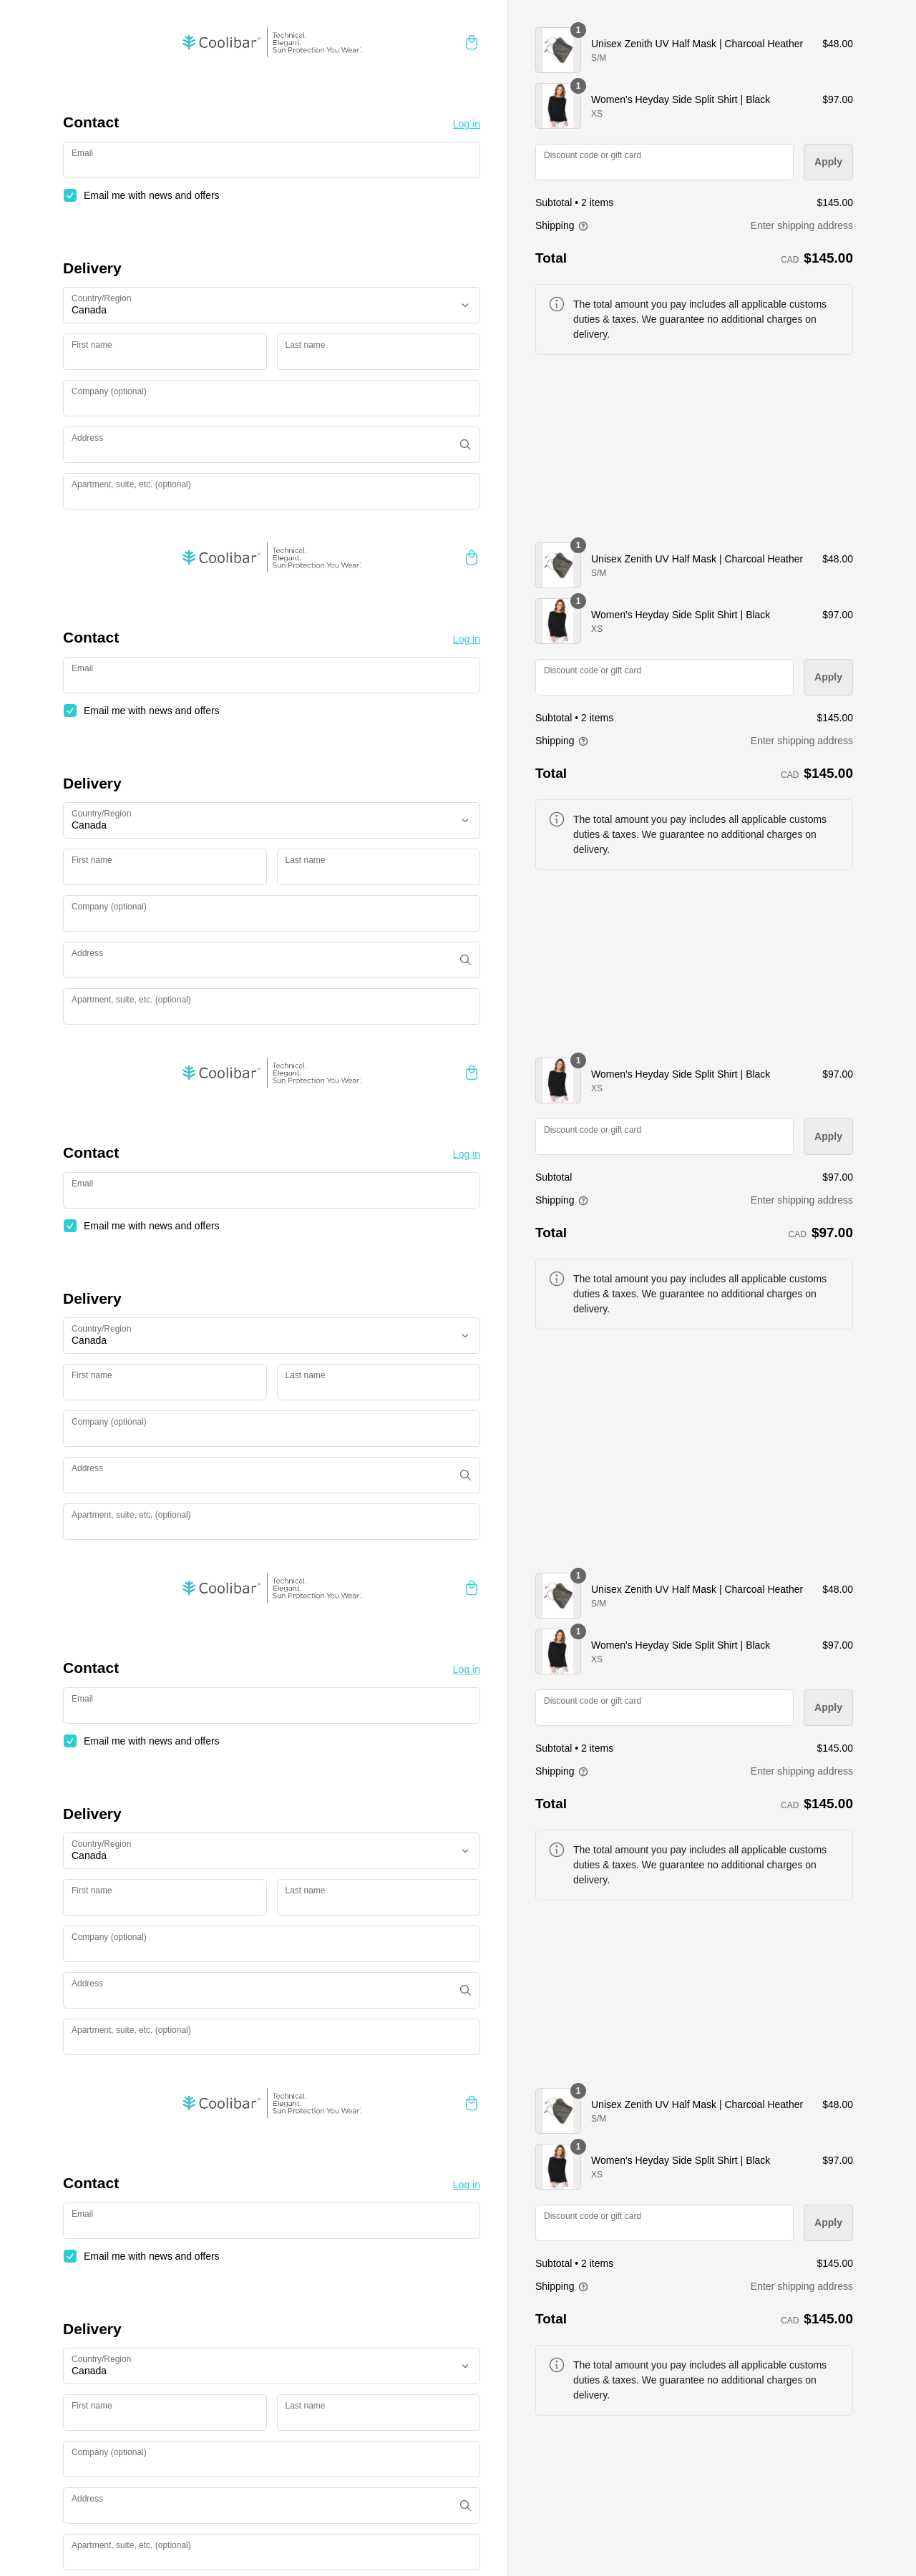 Coolibar®
Technical.
Elegant.
Sun Protection You Wear.
Contact
Log in
Email
Email me with news and offers
Delivery
Country/Region
Canada
First name
Last name
Company (optional)
Address
Apartment, suite, etc. (optional)
1
Unisex Zenith UV Half Mask | Charcoal Heather $48.00
S/M
1
Women's Heyday Side Split Shirt | Black $97.00
XS
Discount code or gift card
Apply
Subtotal • 2 items $145.00
Shipping Enter shipping address
Total CAD $145.00
The total amount you pay includes all applicable customs
duties & taxes. We guarantee no additional charges on
delivery.
Coolibar®
Technical.
Elegant.
Sun Protection You Wear.
Contact
Log in
Email
Email me with news and offers
Delivery
Country/Region
Canada
First name
Last name
Company (optional)
Address
Apartment, suite, etc. (optional)
1
Unisex Zenith UV Half Mask | Charcoal Heather $48.00
S/M
1
Women's Heyday Side Split Shirt | Black $97.00
XS
Discount code or gift card
Apply
Subtotal • 2 items $145.00
Shipping Enter shipping address
Total CAD $145.00
The total amount you pay includes all applicable customs
duties & taxes. We guarantee no additional charges on
delivery.
Coolibar®
Technical.
Elegant.
Sun Protection You Wear.
Contact
Log in
Email
Email me with news and offers
Delivery
Country/Region
Canada
First name
Last name
Company (optional)
Address
Apartment, suite, etc. (optional)
1
Women's Heyday Side Split Shirt | Black $97.00
XS
Discount code or gift card
Apply
Subtotal $97.00
Shipping Enter shipping address
Total CAD $97.00
The total amount you pay includes all applicable customs
duties & taxes. We guarantee no additional charges on
delivery.
Coolibar®
Technical.
Elegant.
Sun Protection You Wear.
Contact
Log in
Email
Email me with news and offers
Delivery
Country/Region
Canada
First name
Last name
Company (optional)
Address
Apartment, suite, etc. (optional)
1
Unisex Zenith UV Half Mask | Charcoal Heather $48.00
S/M
1
Women's Heyday Side Split Shirt | Black $97.00
XS
Discount code or gift card
Apply
Subtotal • 2 items $145.00
Shipping Enter shipping address
Total CAD $145.00
The total amount you pay includes all applicable customs
duties & taxes. We guarantee no additional charges on
delivery.
Coolibar®
Technical.
Elegant.
Sun Protection You Wear.
Contact
Log in
Email
Email me with news and offers
Delivery
Country/Region
Canada
First name
Last name
Company (optional)
Address
Apartment, suite, etc. (optional)
1
Unisex Zenith UV Half Mask | Charcoal Heather $48.00
S/M
1
Women's Heyday Side Split Shirt | Black $97.00
XS
Discount code or gift card
Apply
Subtotal • 2 items $145.00
Shipping Enter shipping address
Total CAD $145.00
The total amount you pay includes all applicable customs
duties & taxes. We guarantee no additional charges on
delivery.